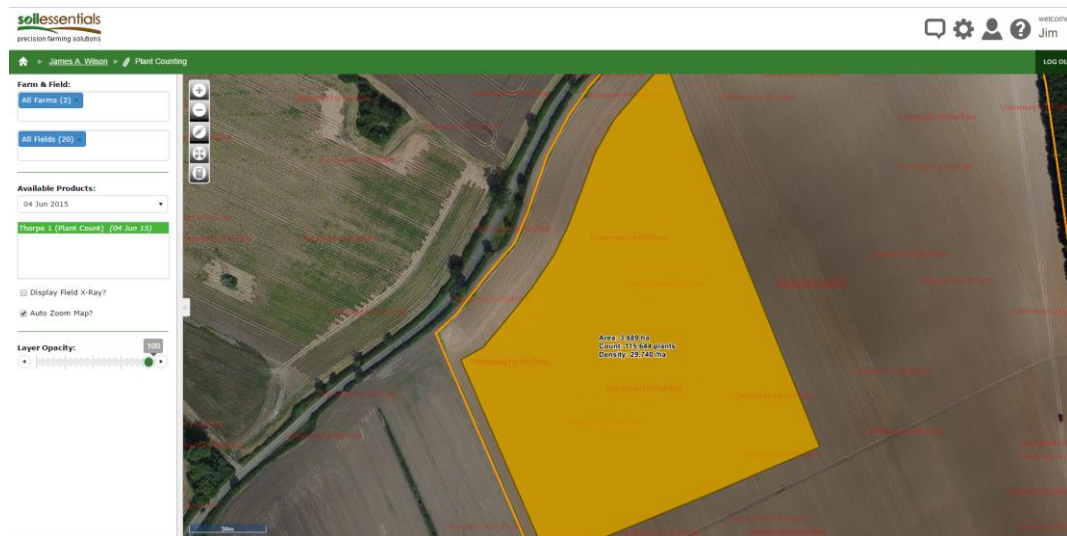 soilessentials
precision farming solutions
welcome
Jim
James A. Wilson
Plant Counting
LOG OU
Farm & Field:
All Farms (2) ×
All Fields (20) ×
Available Products:
04 Jun 2015
Thorpe 1 (Plant Count) (04 Jun 15)
Display Field X-Ray?
Auto Zoom Map?
Layer Opacity:
100
Area: 3.889 ha
Count: 115,644 plants
Density: 29,740 /ha
50m